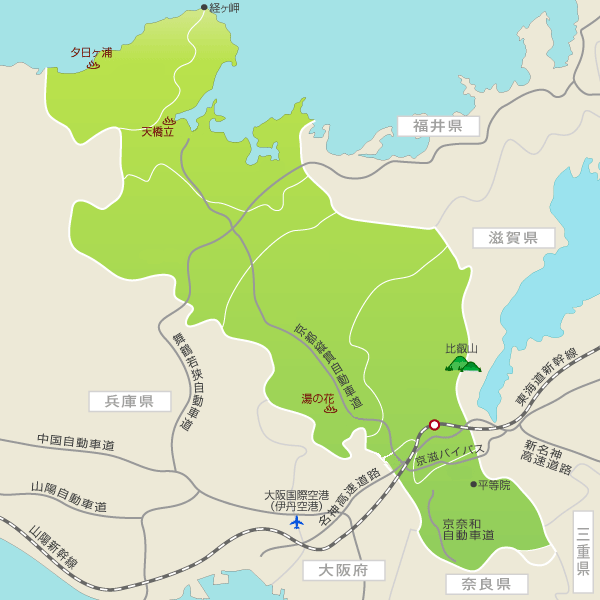 経ヶ岬
夕日ヶ浦
天橋立
福井県
滋賀県
比叡山
京都縦貫自動車道
舞鶴若狭自動車道
東海道新幹線
兵庫県
湯の花
中国自動車道
京滋バイパス
新名神
高速道路
山陽自動車道
名神高速道路
平等院
大阪国際空港
（伊丹空港）
京奈和
自動車道
山陽新幹線
三重県
大阪府
奈良県